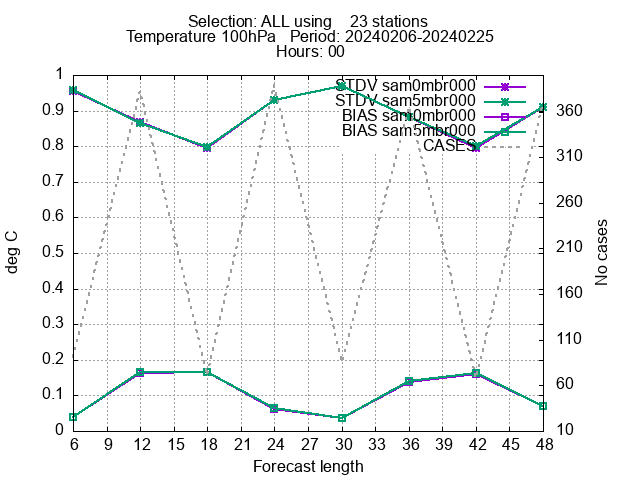 Selection: ALL using    23 stations
Temperature 100hPa   Period: 20240206-20240225
Hours: 00
STDV sam0mbr000
STDV sam5mbr000
BIAS sam0mbr000
BIAS sam5mbr000
CASES
1
0.9
0.8
0.7
0.6
0.5
0.4
0.3
0.2
0.1
0
deg C
360
310
260
210
160
110
60
10
No cases
6 9 12 15 18 21 24 27 30 33 36 39 42 45 48
Forecast length